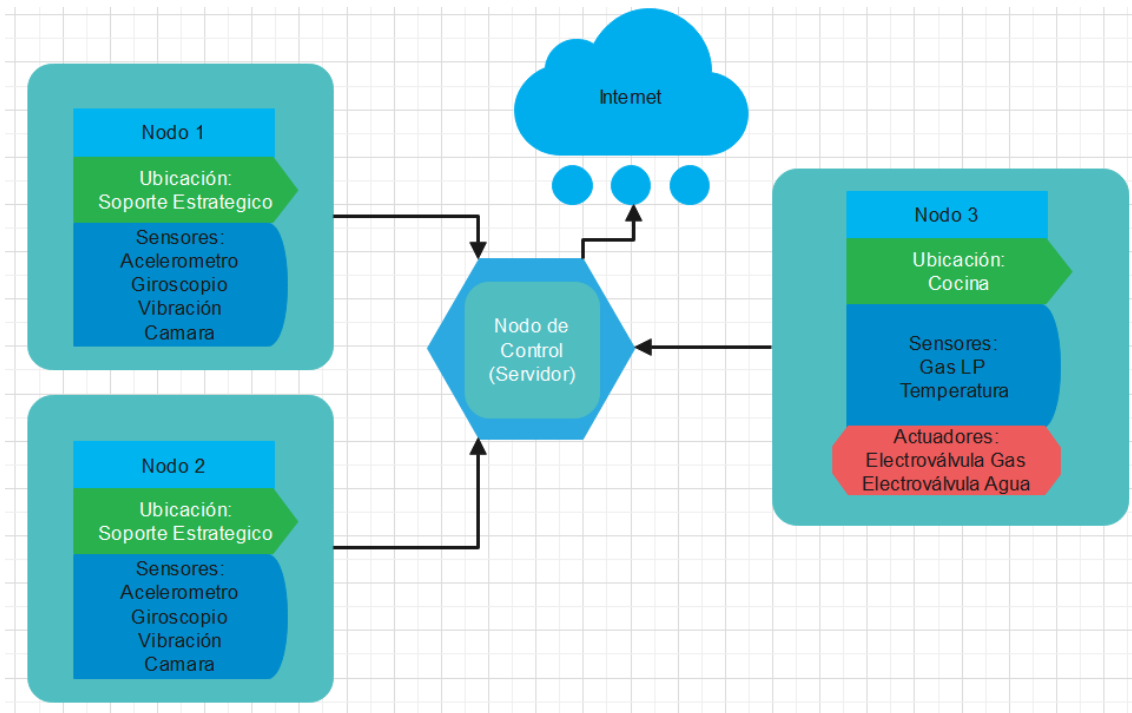 Internet
Nodo 1
Ubicación:
Soporte Estrategico
Sensores:
Acelerometro
Giroscopio
Vibración
Camara
Nodo 2
Ubicación:
Soporte Estrategico
Sensores:
Acelerometro
Giroscopio
Vibración
Camara
Nodo de
Control
(Servidor)
Nodo 3
Ubicación:
Cocina
Sensores:
Gas LP
Temperatura
Actuadores:
Electroválvula Gas
Electroválvula Agua